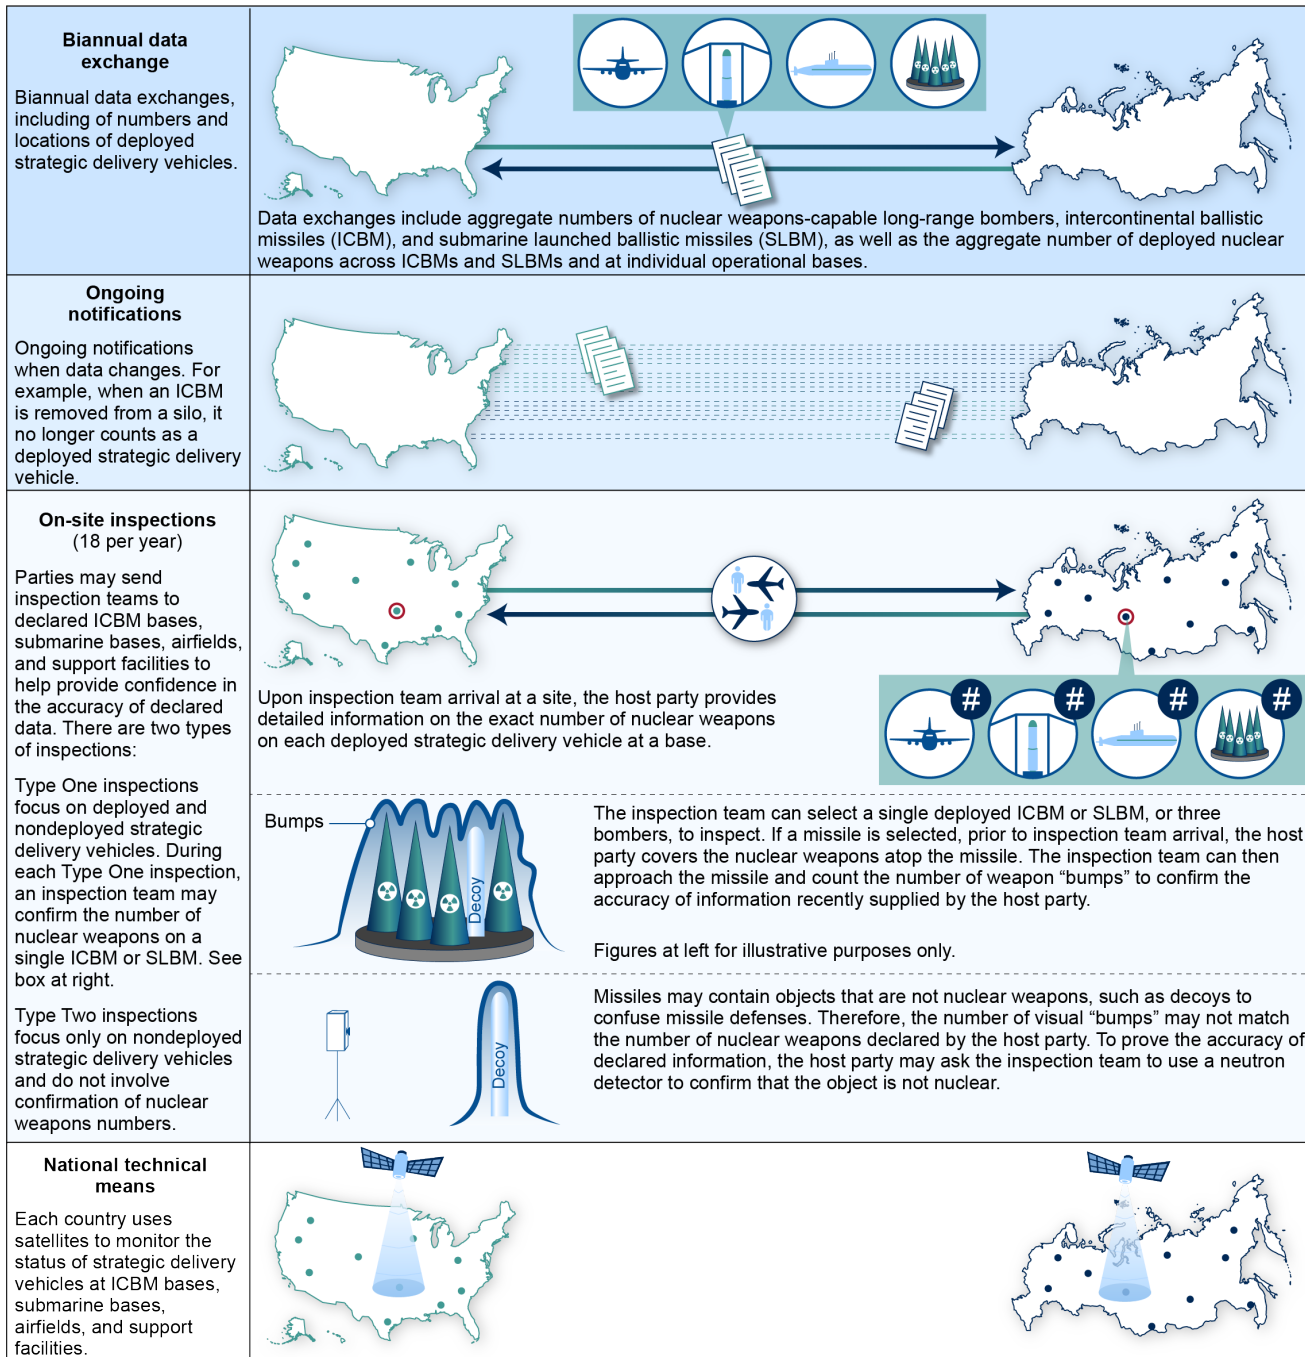 Biannual data
exchange
Biannual data exchanges,
including of numbers and
locations of deployed
strategic delivery vehicles.
Data exchanges include aggregate numbers of nuclear weapons-capable long-range bombers, intercontinental ballistic
missiles (ICBM), and submarine launched ballistic missiles (SLBM), as well as the aggregate number of deployed nuclear
weapons across ICBMs and SLBMs and at individual operational bases.
Ongoing
notifications
Ongoing notifications
when data changes. For
example, when an ICBM
is removed from a silo, it
no longer counts as a
deployed strategic delivery
vehicle.
On-site inspections
(18 per year)
Parties may send
inspection teams to
declared ICBM bases,
submarine bases, airfields,
and support facilities to
help provide confidence in
the accuracy of declared
data. There are two types
of inspections:
Type One inspections
focus on deployed and
nondeployed strategic
delivery vehicles. During
each Type One inspection,
an inspection team may
confirm the number of
nuclear weapons on a
single ICBM or SLBM. See
box at right.
Type Two inspections
focus only on nondeployed
strategic delivery vehicles
and do not involve
confirmation of nuclear
weapons numbers.
Upon inspection team arrival at a site, the host party provides
detailed information on the exact number of nuclear weapons
on each deployed strategic delivery vehicle at a base.
# # # #
Bumps
Decoy
The inspection team can select a single deployed ICBM or SLBM, or three
bombers, to inspect. If a missile is selected, prior to inspection team arrival, the host
party covers the nuclear weapons atop the missile. The inspection team can then
approach the missile and count the number of weapon “bumps” to confirm the
accuracy of information recently supplied by the host party.
Figures at left for illustrative purposes only.
Decoy
Missiles may contain objects that are not nuclear weapons, such as decoys to
confuse missile defenses. Therefore, the number of visual “bumps” may not match
the number of nuclear weapons declared by the host party. To prove the accuracy of
declared information, the host party may ask the inspection team to use a neutron
detector to confirm that the object is not nuclear.
National technical
means
Each country uses
satellites to monitor the
status of strategic delivery
vehicles at ICBM bases,
submarine bases,
airfields, and support
facilities.